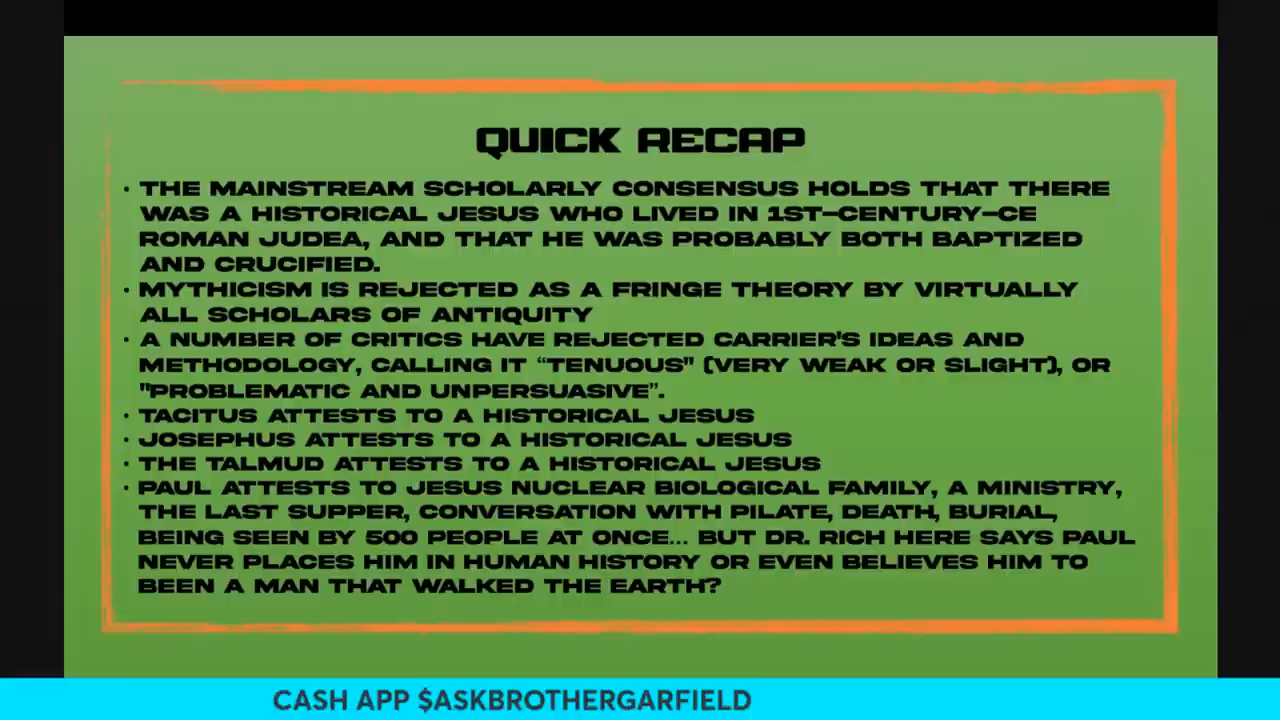 QUICK RECAP
• THE MAINSTREAM SCHOLARLY CONSENSUS HOLDS THAT THERE
WAS A HISTORICAL JESUS WHO LIVED IN 1ST-CENTURY-CE
ROMAN JUDEA, AND THAT HE WAS PROBABLY BOTH BAPTIZED
AND CRUCIFIED.
• MYTHICISM IS REJECTED AS A FRINGE THEORY BY VIRTUALLY
ALL SCHOLARS OF ANTIQUITY
• A NUMBER OF CRITICS HAVE REJECTED CARRIER'S IDEAS AND
METHODOLOGY, CALLING IT “TENUOUS" (VERY WEAK OR SLIGHT), OR
"PROBLEMATIC AND UNPERSUASIVE”.
• TACITUS ATTESTS TO A HISTORICAL JESUS
• JOSEPHUS ATTESTS TO A HISTORICAL JESUS
• THE TALMUD ATTESTS TO A HISTORICAL JESUS
• PAUL ATTESTS TO JESUS NUCLEAR BIOLOGICAL FAMILY, A MINISTRY,
THE LAST SUPPER, CONVERSATION WITH PILATE, DEATH, BURIAL,
BEING SEEN BY 500 PEOPLE AT ONCE... BUT DR. RICH HERE SAYS PAUL
NEVER PLACES HIM IN HUMAN HISTORY OR EVEN BELIEVES HIM TO
BEEN A MAN THAT WALKED THE EARTH?
CASH APP $ASKBROTHERGARFIELD